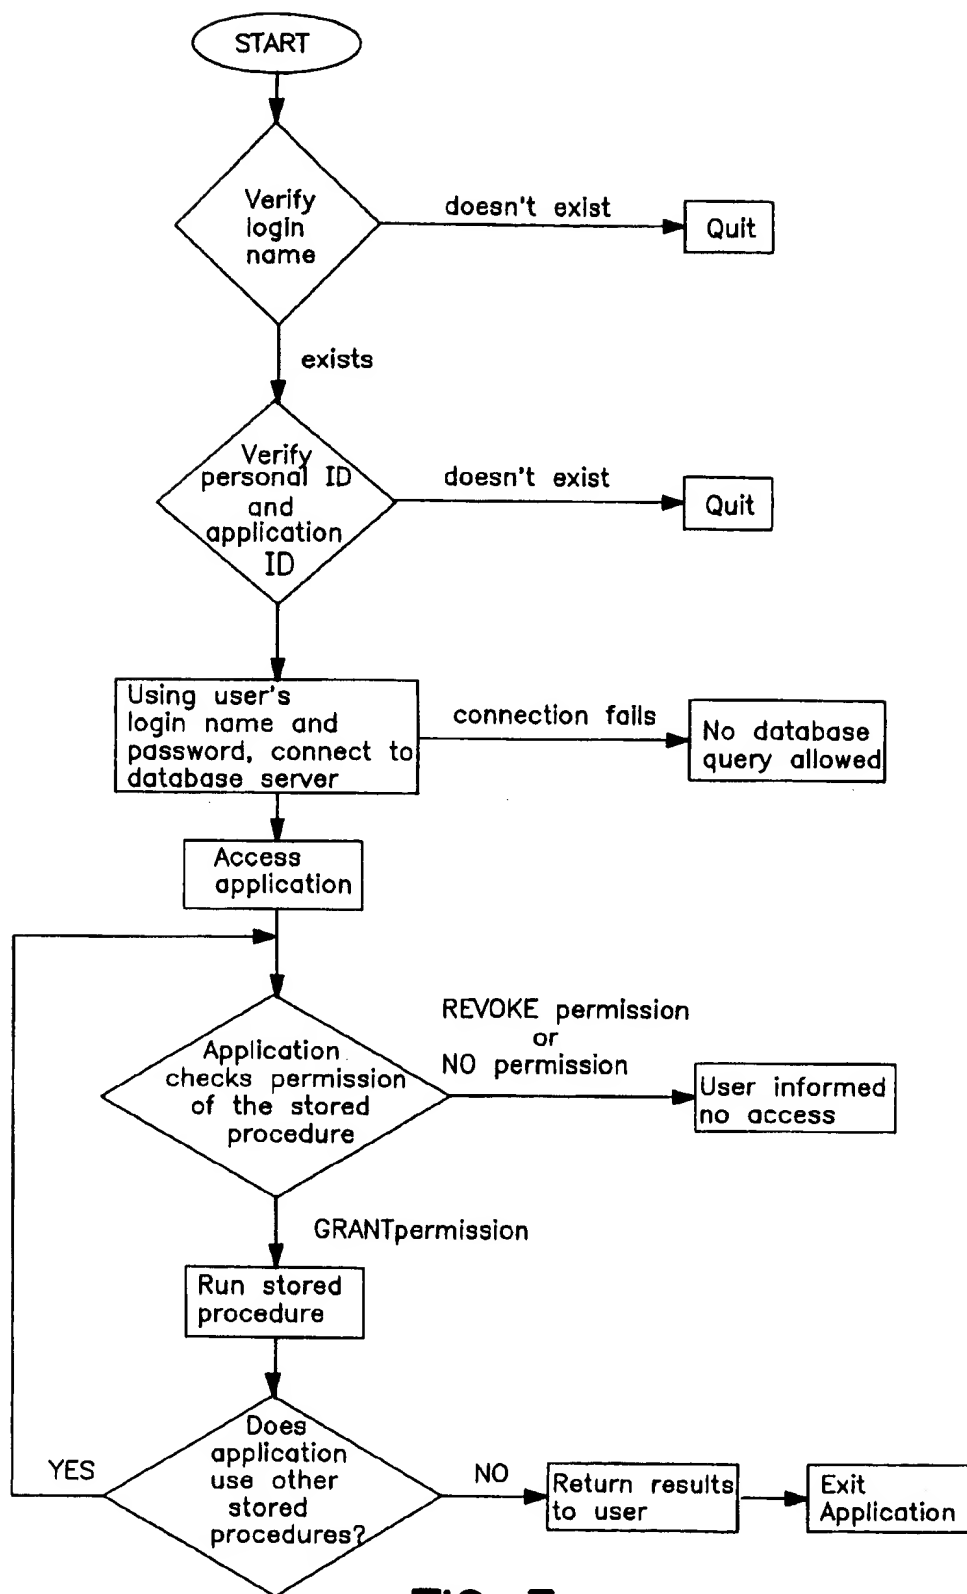 START
Verify
login
name
doesn't exist
Quit
exists
Verify
personal ID
and
application
ID
doesn't exist
Quit
Using user's
login name and
password, connect to
database server
connection fails
No database
query allowed
Access
application
REVOKE permission
or
NO permission
Application
checks permission
of the stored
procedure
User informed
no access
GRANTpermission
Run stored
procedure
Does
application
use other
stored
procedures?
YES
NO
Return results
to user
Exit
Application